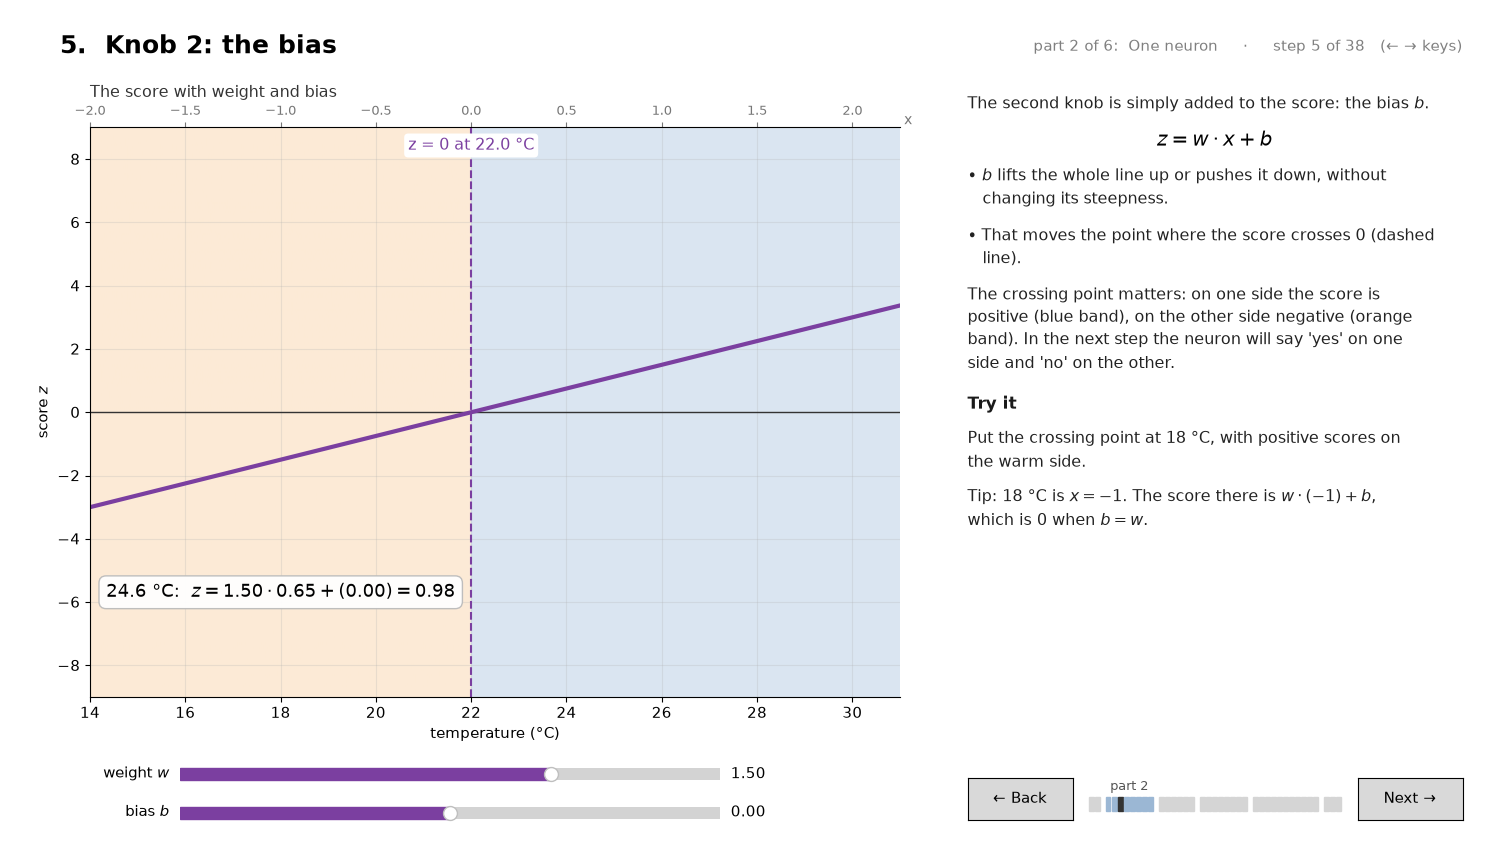 5.  Knob 2: the bias
part 2 of 6:  One neuron  ·  step 5 of 38  (← → keys)
The score with weight and bias
−2.0 −1.5 −1.0 −0.5 0.0 0.5 1.0 1.5 2.0
x
z = 0 at 22.0 °C
8
6
4
2
0
−2
−4
−6
−8
score z
24.6 °C:  z = 1.50 · 0.65 + (0.00) = 0.98
14 16 18 20 22 24 26 28 30
temperature (°C)
weight w 1.50
bias b 0.00
The second knob is simply added to the score: the bias b.
z = w · x + b
• b lifts the whole line up or pushes it down, without
changing its steepness.
• That moves the point where the score crosses 0 (dashed
line).
The crossing point matters: on one side the score is
positive (blue band), on the other side negative (orange
band). In the next step the neuron will say 'yes' on one
side and 'no' on the other.
Try it
Put the crossing point at 18 °C, with positive scores on
the warm side.
Tip: 18 °C is x = −1. The score there is w · (−1) + b,
which is 0 when b = w.
← Back
part 2
Next →